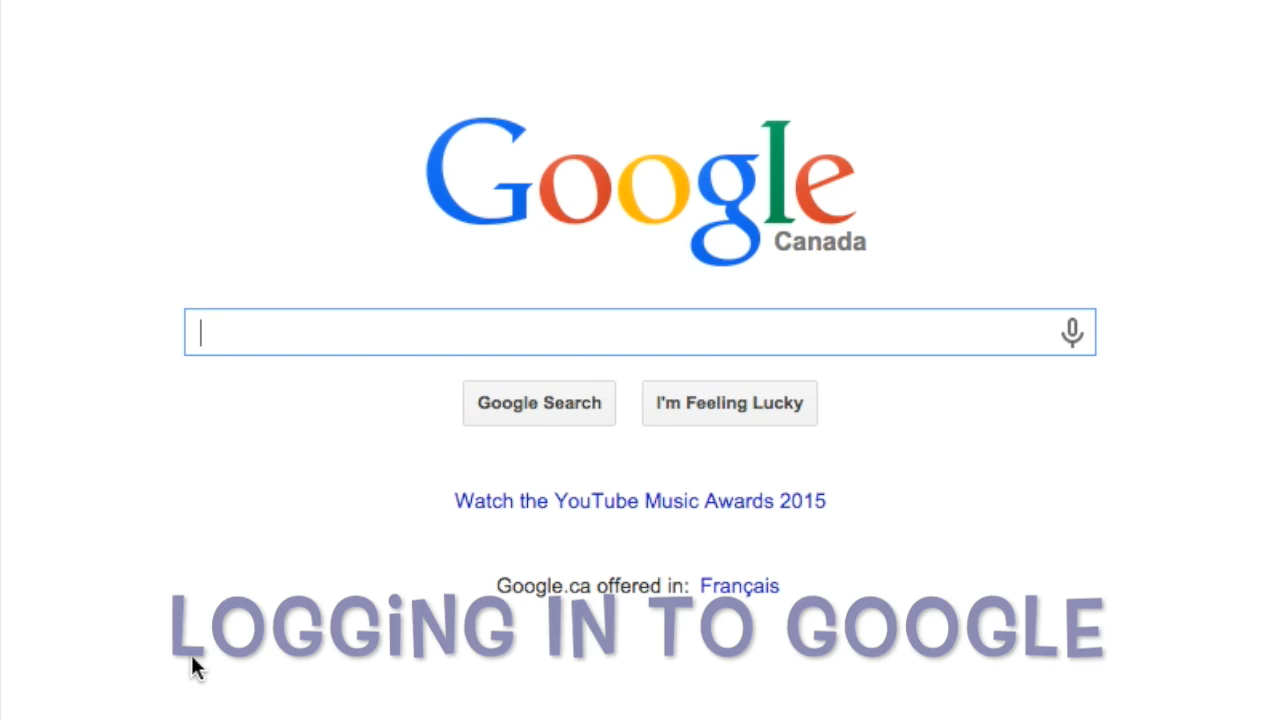 Google
Canada
Google Search
I'm Feeling Lucky
Watch the YouTube Music Awards 2015
Google.ca offered in: Français
LOGGiNG IN TO GOOGLE